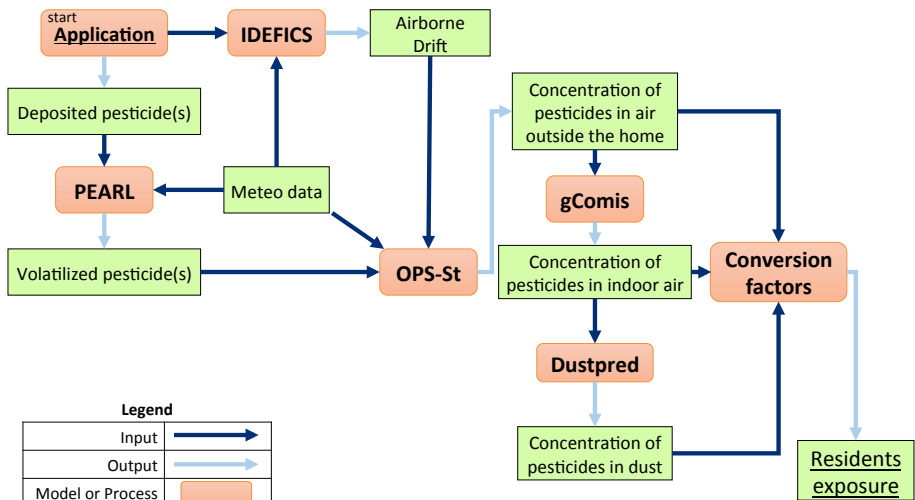 start
Application
IDEFICS
Airborne
Drift
Deposited pesticide(s)
PEARL
Meteo data
Volatilized pesticide(s)
OPS-St
Concentration of
pesticides in air
outside the home
gComis
Concentration of
pesticides in indoor air
Conversion
factors
Dustpred
Concentration of
pesticides in dust
Residents
exposure
Legend
Input
Output
Model or Process